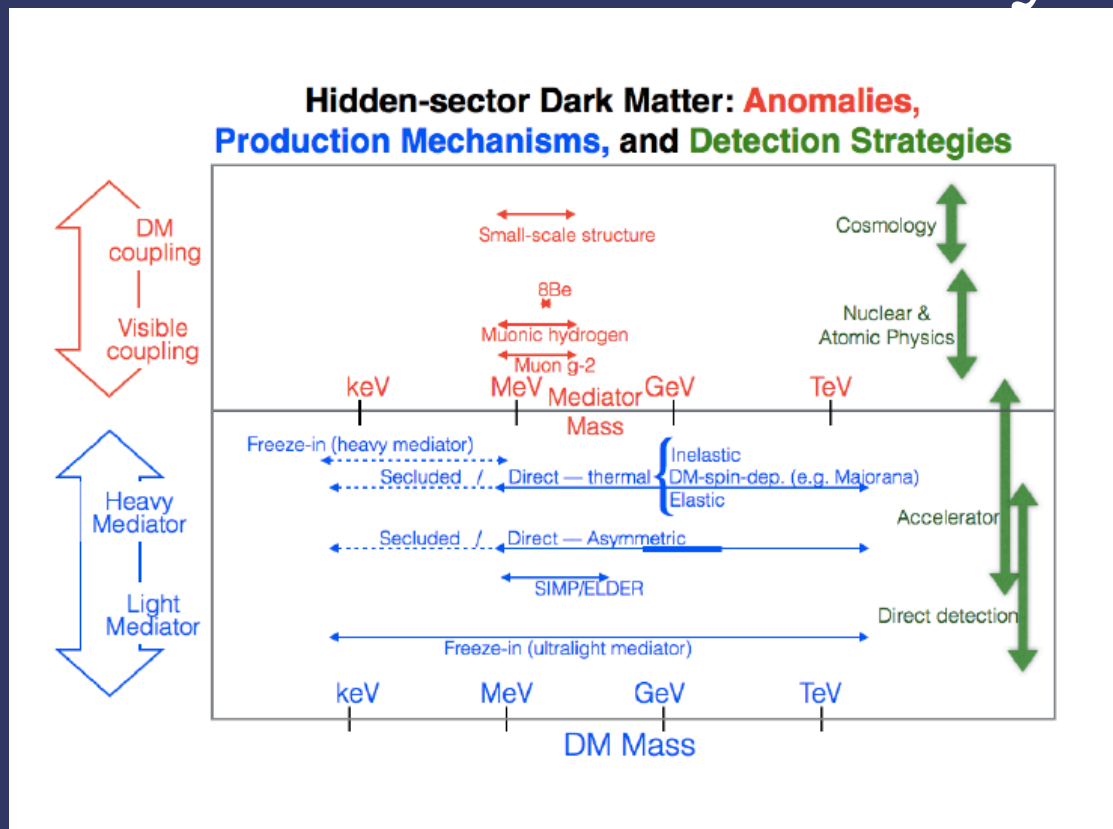 Hidden-sector Dark Matter: Anomalies,
Production Mechanisms, and Detection Strategies
DM
coupling
Visible
coupling
Small-scale structure
8Be
Muonic hydrogen
Muon g-2
keV MeV Mediator GeV TeV
Mass
Cosmology
Nuclear &
Atomic Physics
Heavy
Mediator
Light
Mediator
Freeze-in (heavy mediator)
Secluded / Direct — thermal
Inelastic
DM-spin-dep. (e.g. Majorana)
Elastic
Secluded / Direct — Asymmetric
SIMP/ELDER
Freeze-in (ultralight mediator)
Accelerator
Direct detection
keV MeV GeV TeV
DM Mass